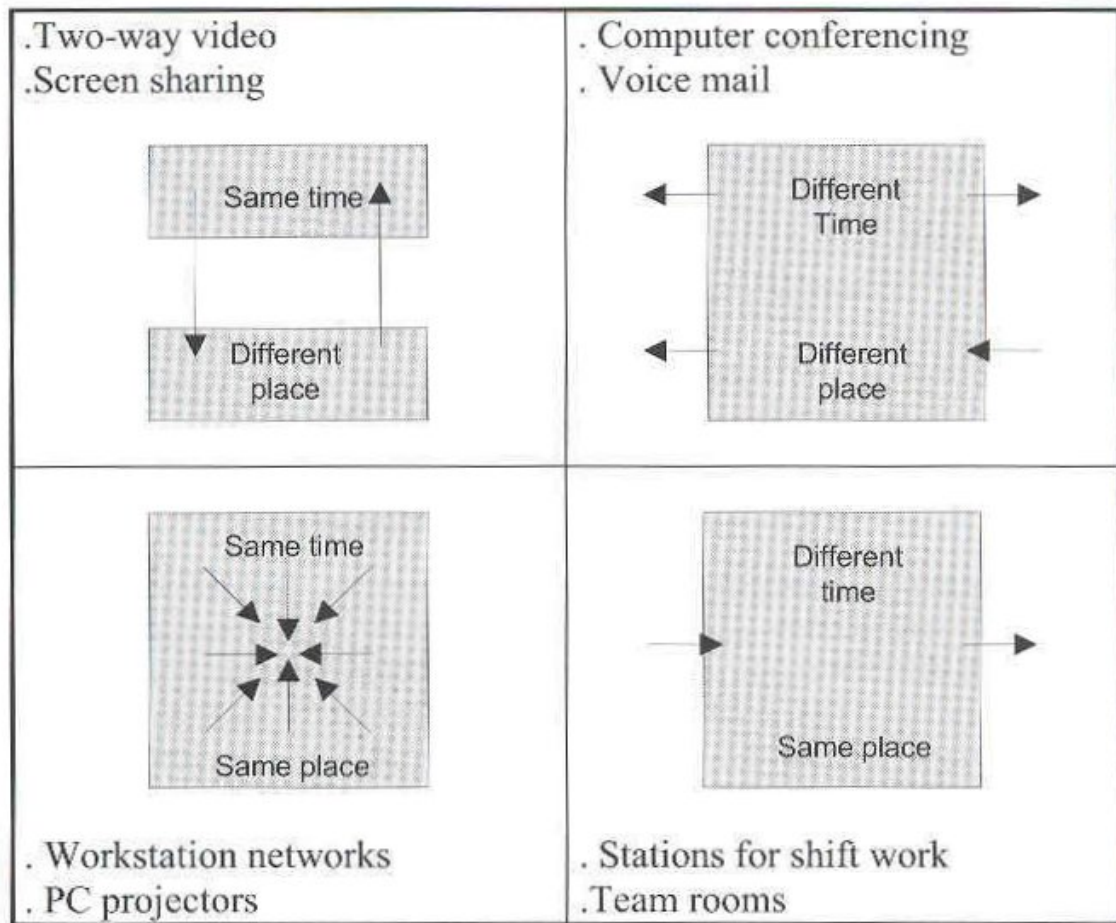 .Two-way video
.Screen sharing
Same time
Different
place
. Computer conferencing
. Voice mail
Different
Time
Different
place
Same time
Same place
. Workstation networks
. PC projectors
Different
time
Same place
. Stations for shift work
.Team rooms